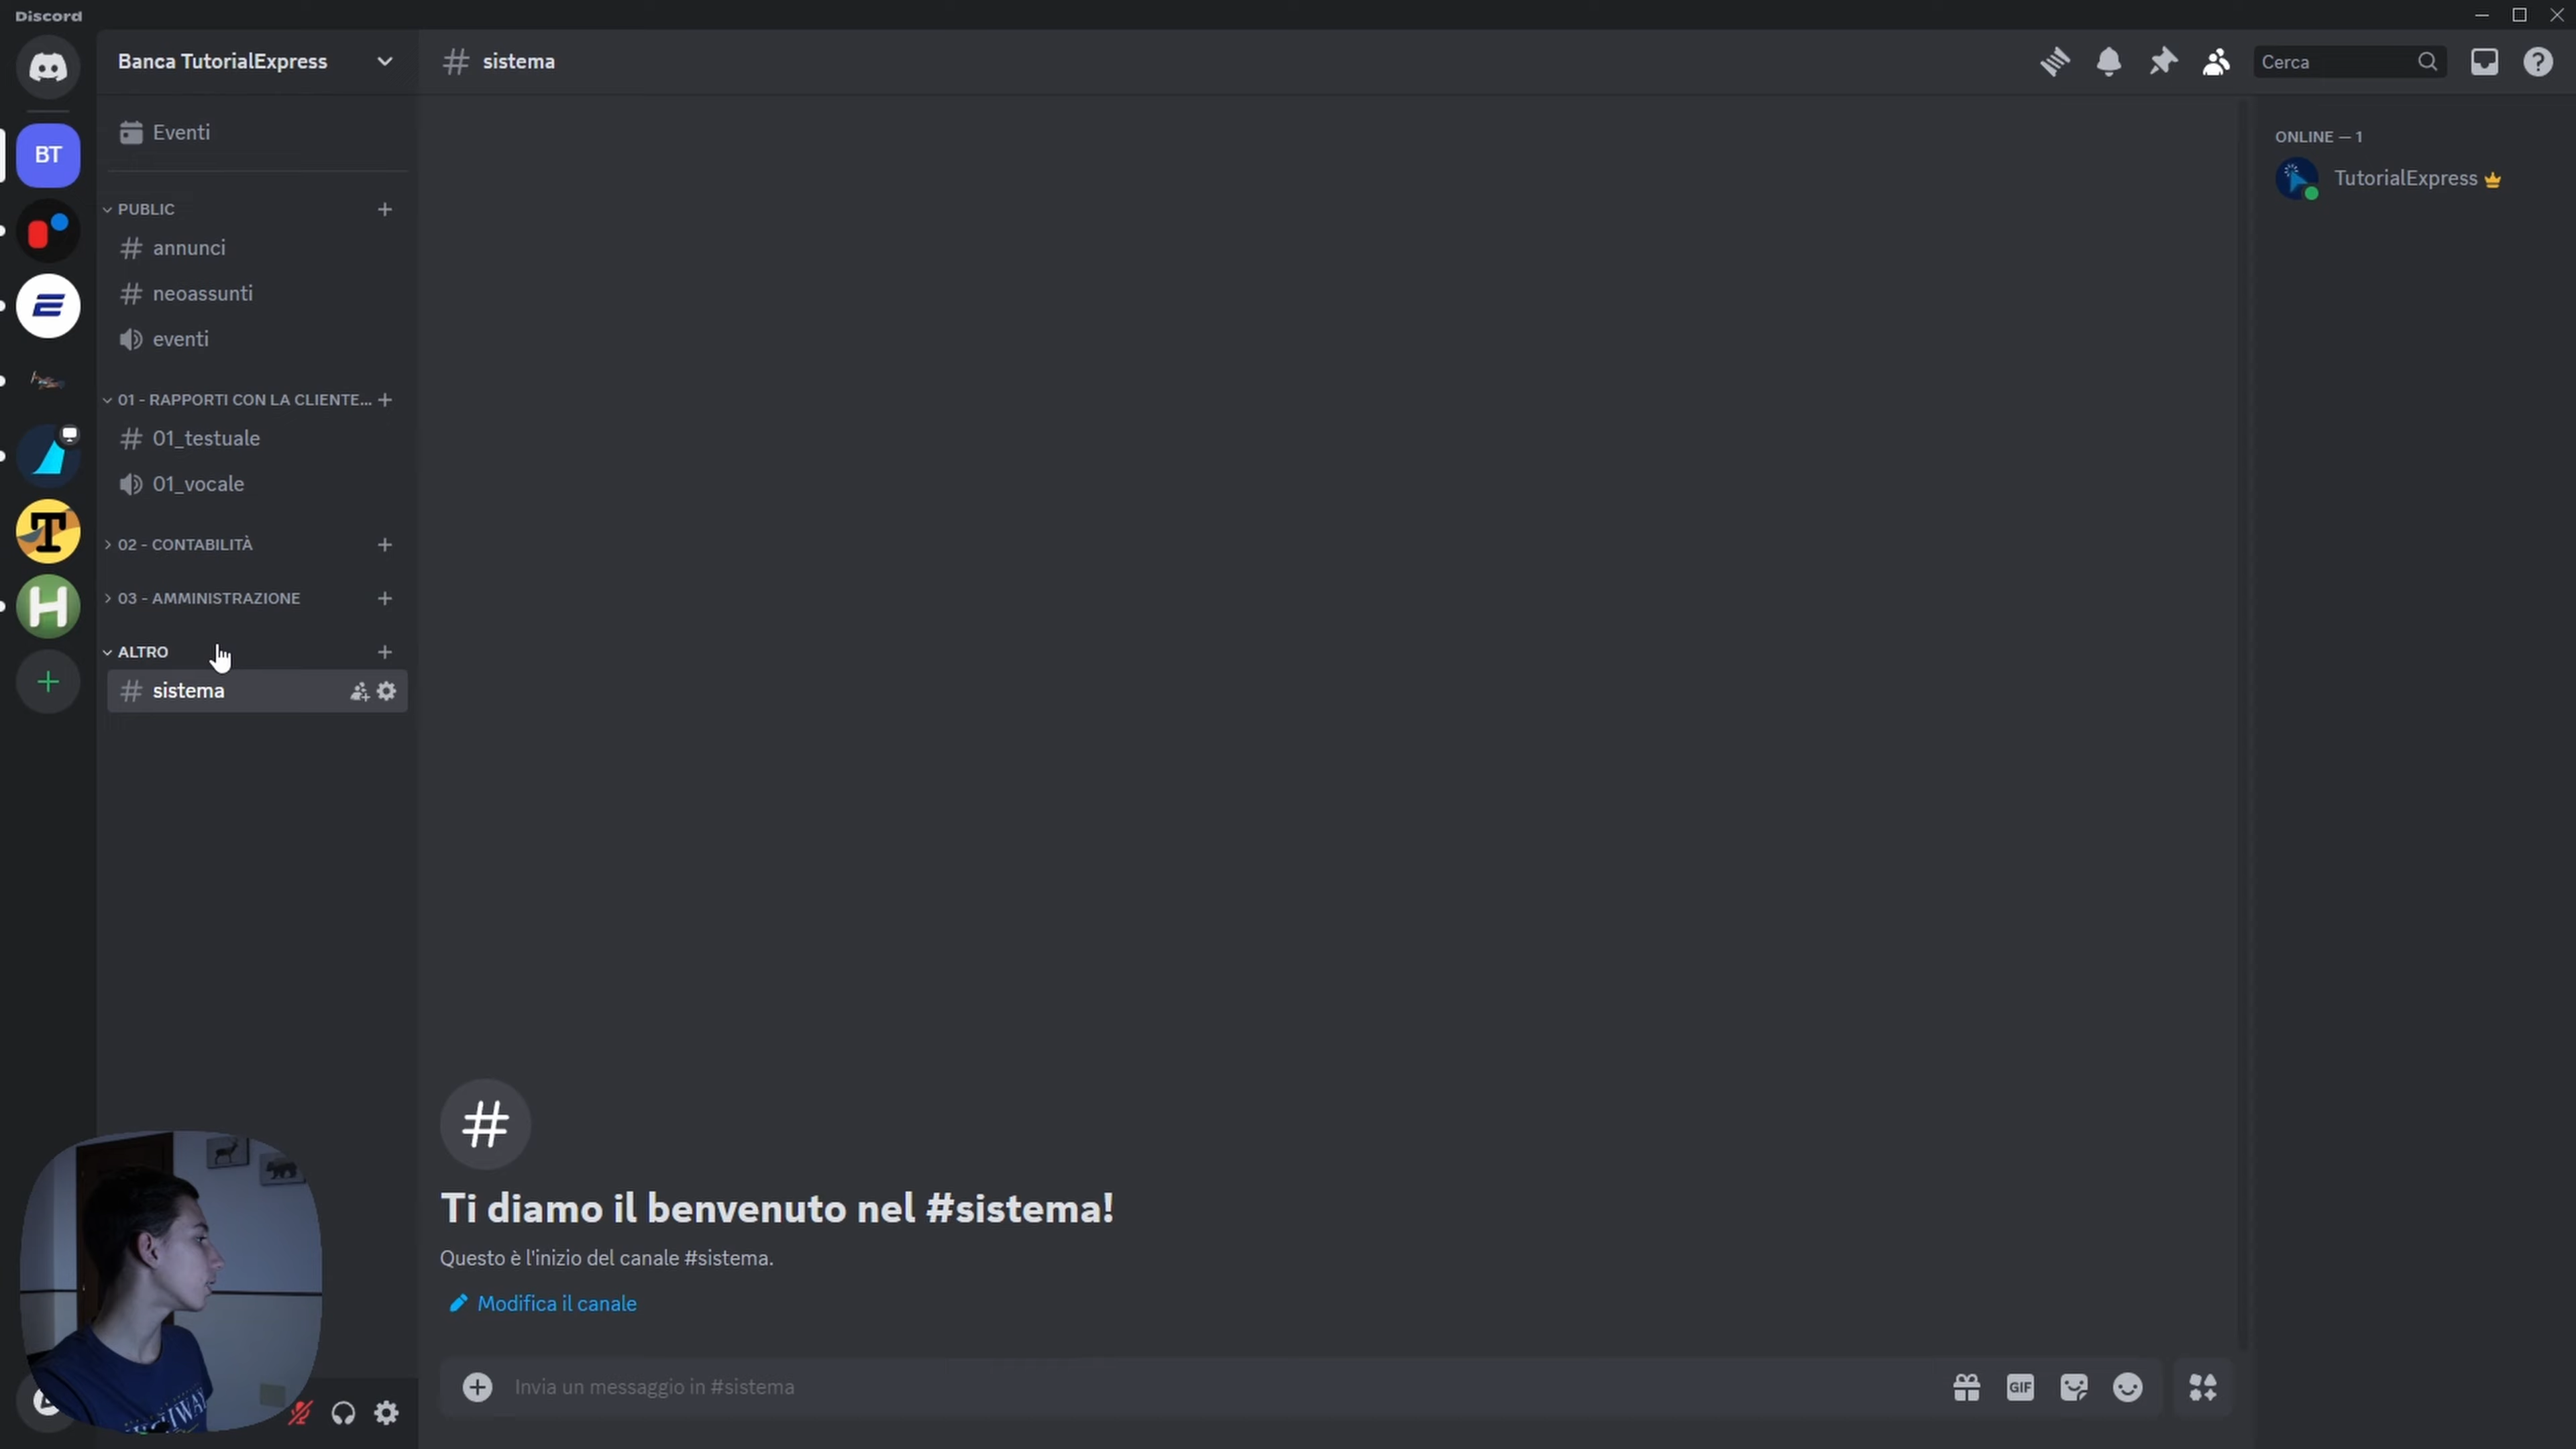 Discord
Banca TutorialExpress
sistema
Cerca
Eventi
ONLINE — 1
BT
TutorialExpress
PUBLIC
annunci
neoassunti
eventi
01 - RAPPORTI CON LA CLIENTE...
01_testuale
01_vocale
T
02 - CONTABILITÀ
03 - AMMINISTRAZIONE
H
ALTRO
sistema
Ti diamo il benvenuto nel #sistema!
Questo è l'inizio del canale #sistema.
Modifica il canale
Invia un messaggio in #sistema
GIF